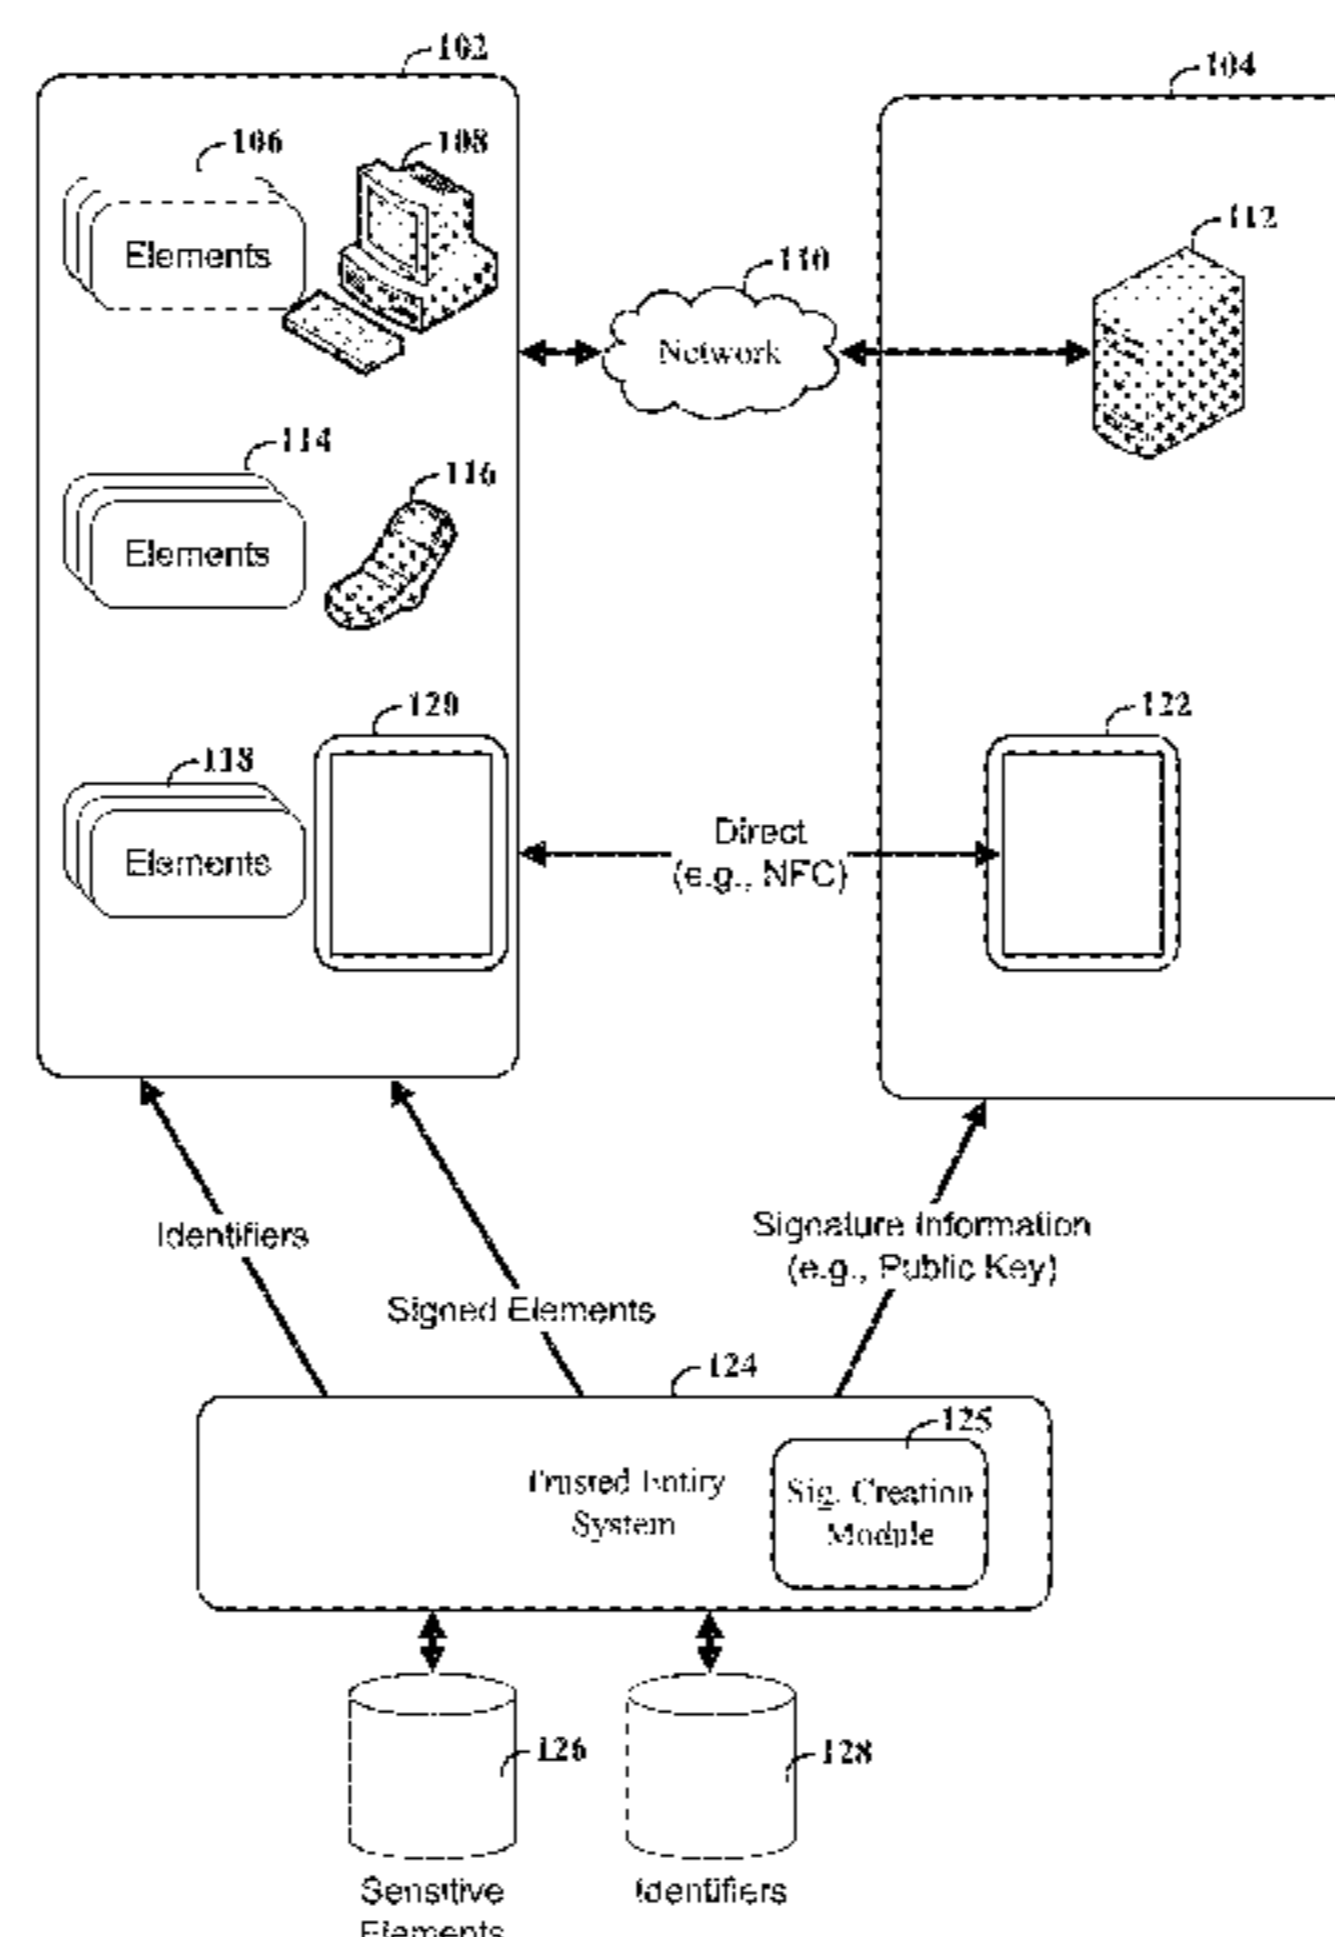 102
104
106
108
112
Elements
110
Network
114
116
Elements
120
122
118
Direct
Elements
(e.g., NFC)
Identifiers
Signature Information
(e.g., Public Key)
Signed Elements
124
125
Trusted Entity
System
Sig. Creation
Module
126
128
Sensitive
Elements
Identifiers